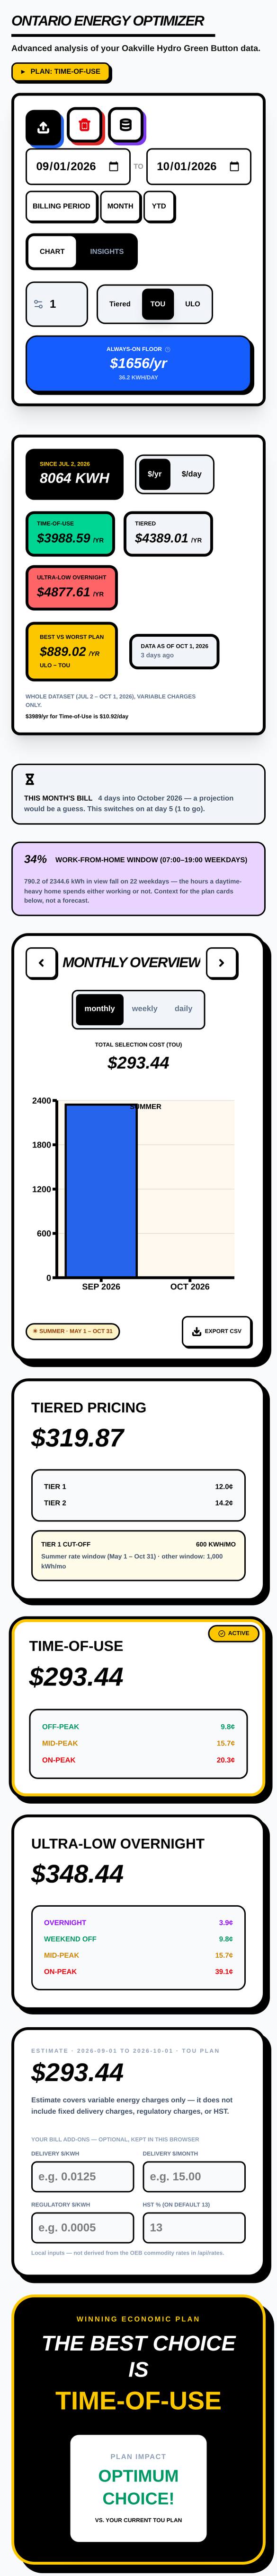 ONTARIO ENERGY OPTIMIZER
Advanced analysis of your Oakville Hydro Green Button data.
PLAN: TIME-OF-USE
09/01/2026 TO 10/01/2026
BILLING PERIOD MONTH YTD
CHART INSIGHTS
1 Tiered TOU ULO
ALWAYS-ON FLOOR
$1656/yr
36.2 KWH/DAY
SINCE JUL 2, 2026
8064 KWH
$/yr $/day
TIME-OF-USE
$3988.59 /YR
TIERED
$4389.01 /YR
ULTRA-LOW OVERNIGHT
$4877.61 /YR
BEST VS WORST PLAN
$889.02 /YR
ULO − TOU
DATA AS OF OCT 1, 2026
3 days ago
WHOLE DATASET (JUL 2 – OCT 1, 2026), VARIABLE CHARGES
ONLY.
$3989/yr for Time-of-Use is $10.92/day
THIS MONTH'S BILL 4 days into October 2026 — a projection
would be a guess. This switches on at day 5 (1 to go).
34% WORK-FROM-HOME WINDOW (07:00–19:00 WEEKDAYS)
790.2 of 2344.6 kWh in view fall on 22 weekdays — the hours a daytime-
heavy home spends either working or not. Context for the plan cards
below, not a forecast.
MONTHLY OVERVIEW
monthly weekly daily
TOTAL SELECTION COST (TOU)
$293.44
2400
SUMMER
1800
1200
600
0
SEP 2026 OCT 2026
☀ SUMMER · MAY 1 – OCT 31
EXPORT CSV
TIERED PRICING
$319.87
TIER 1 12.0¢
TIER 2 14.2¢
TIER 1 CUT-OFF 600 KWH/MO
Summer rate window (May 1 – Oct 31) · other window: 1,000
kWh/mo
ACTIVE
TIME-OF-USE
$293.44
OFF-PEAK 9.8¢
MID-PEAK 15.7¢
ON-PEAK 20.3¢
ULTRA-LOW OVERNIGHT
$348.44
OVERNIGHT 3.9¢
WEEKEND OFF 9.8¢
MID-PEAK 15.7¢
ON-PEAK 39.1¢
ESTIMATE · 2026-09-01 TO 2026-10-01 · TOU PLAN
$293.44
Estimate covers variable energy charges only — it does not
include fixed delivery charges, regulatory charges, or HST.
YOUR BILL ADD-ONS — OPTIONAL, KEPT IN THIS BROWSER
DELIVERY $/KWH DELIVERY $/MONTH
e.g. 0.0125 e.g. 15.00
REGULATORY $/KWH HST % (ON DEFAULT 13)
e.g. 0.0005 13
Local inputs — not derived from the OEB commodity rates in /api/rates.
WINNING ECONOMIC PLAN
THE BEST CHOICE
IS
TIME-OF-USE
PLAN IMPACT
OPTIMUM
CHOICE!
VS. YOUR CURRENT TOU PLAN